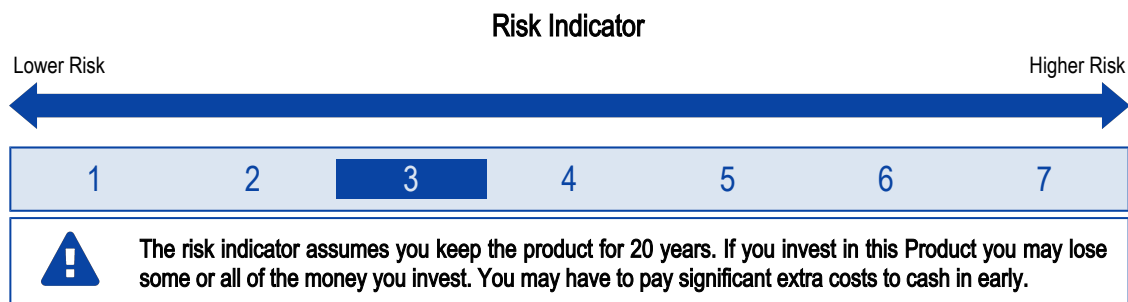 Risk Indicator
Lower Risk Higher Risk
1 2 3 4 5 6 7
The risk indicator assumes you keep the product for 20 years. If you invest in this Product you may lose
some or all of the money you invest. You may have to pay significant extra costs to cash in early.